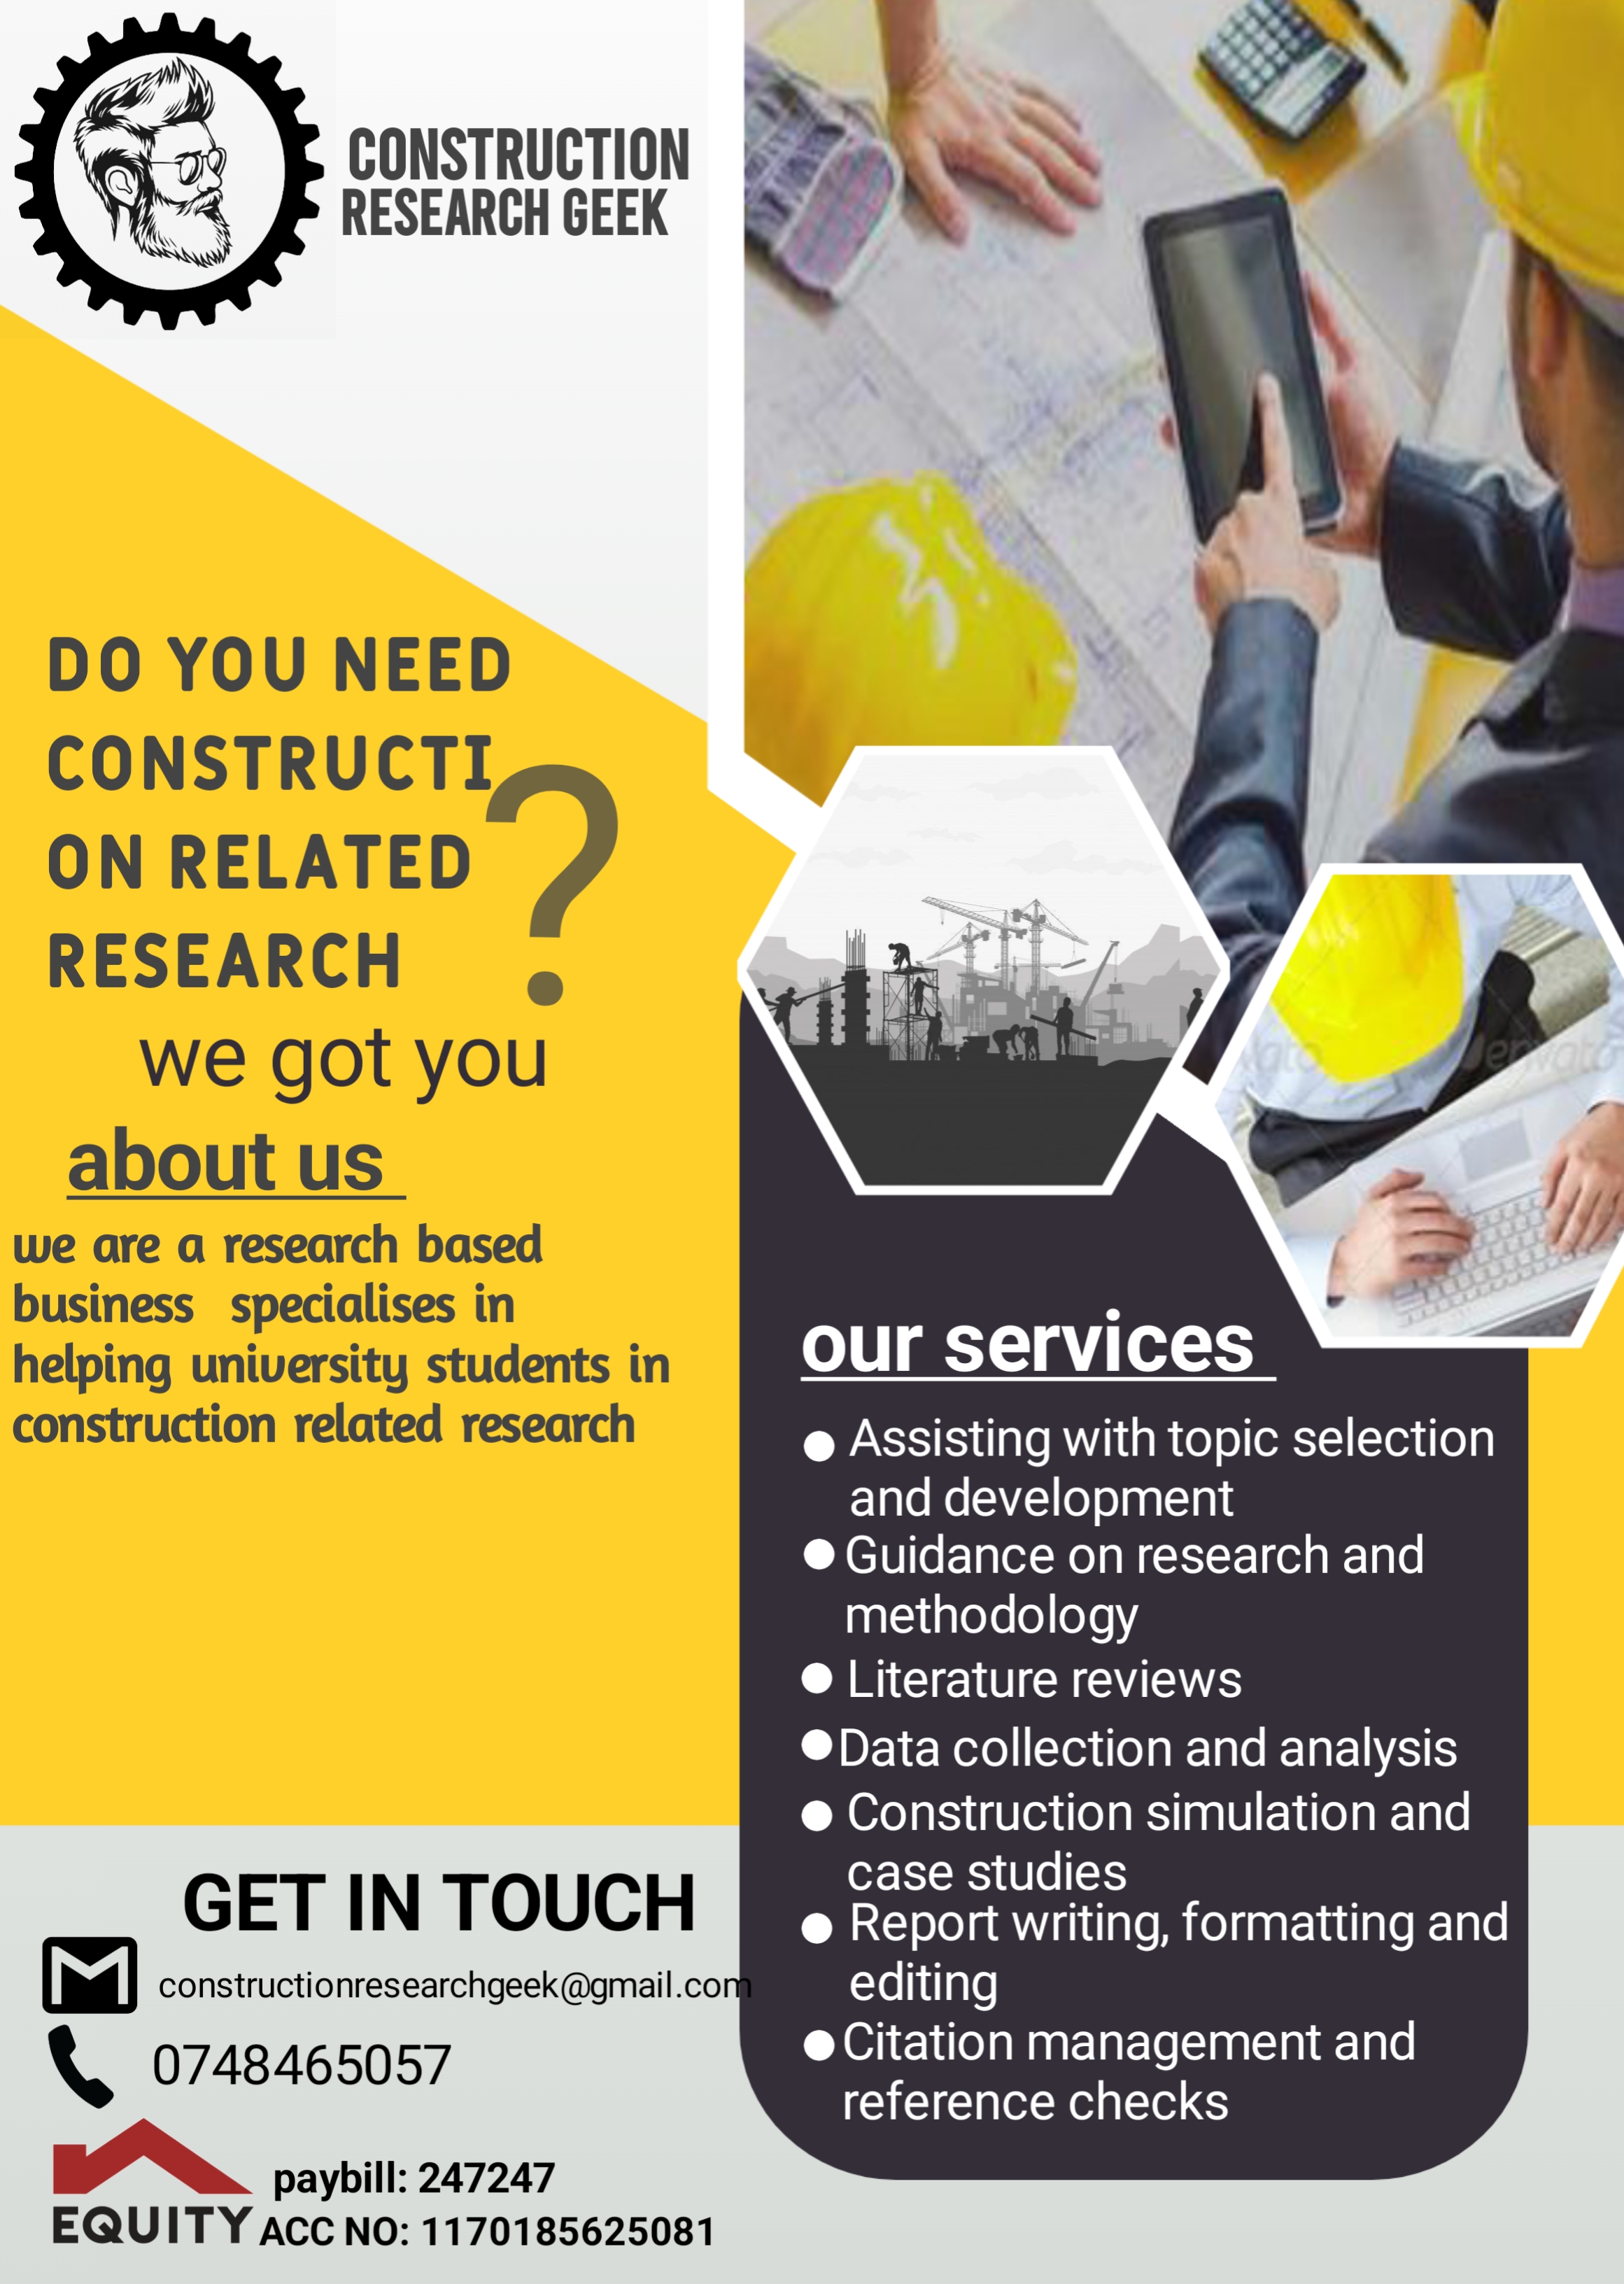 CONSTRUCTION
RESEARCH GEEK
DO YOU NEED
CONSTRUCTI
ON RELATED
RESEARCH
?
we got you
about us
we are a research based
business specialises in
helping university students in
construction related research
our services
Assisting with topic selection
and development
Guidance on research and
methodology
Literature reviews
Data collection and analysis
Construction simulation and
case studies
Report writing, formatting and
editing
Citation management and
reference checks
GET IN TOUCH
constructionresearchgeek@gmail.com
0748465057
EQUITY
paybill: 247247
ACC NO: 1170185625081